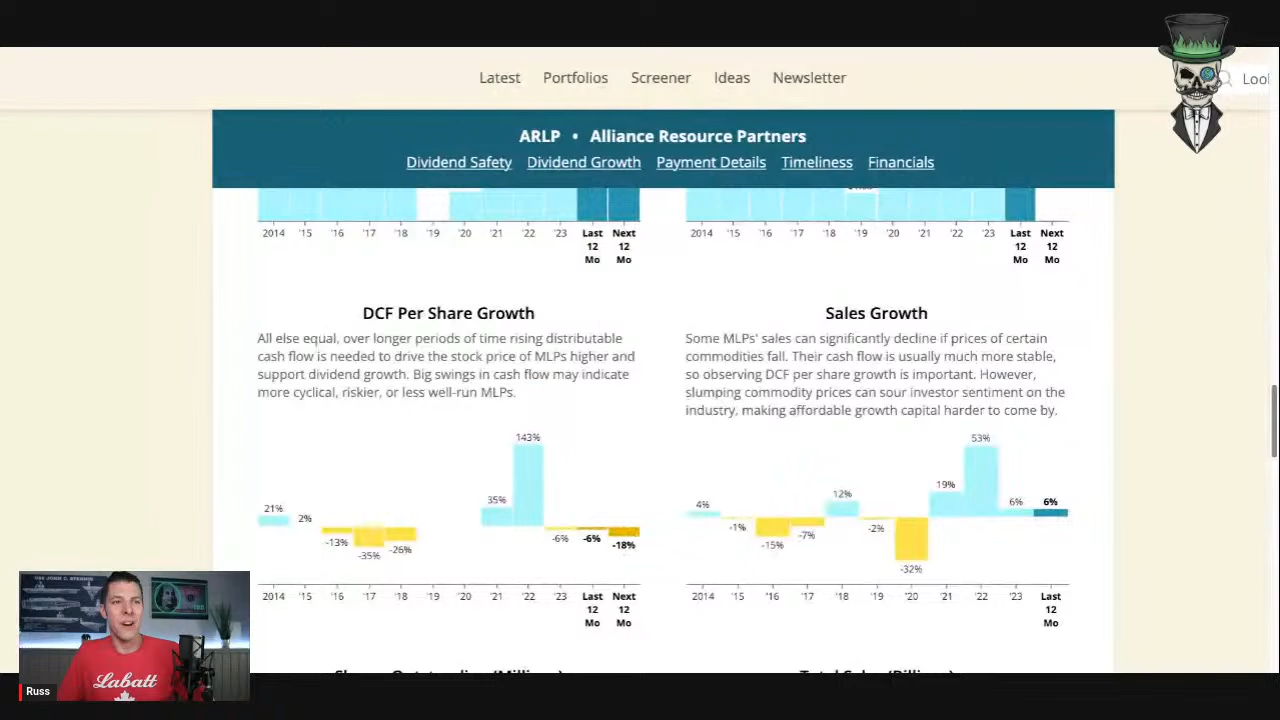 Latest Portfolios Screener Ideas Newsletter
Loo
ARLP • Alliance Resource Partners
Dividend Safety Dividend Growth Payment Details Timeliness Financials
2014 '15 '16 '17 '18 '19 '20 '21 '22 '23 Last 12 Mo Next 12 Mo
2014 '15 '16 '17 '18 '19 '20 '21 '22 '23 Last 12 Mo Next 12 Mo
DCF Per Share Growth
All else equal, over longer periods of time rising distributable
cash flow is needed to drive the stock price of MLPs higher and
support dividend growth. Big swings in cash flow may indicate
more cyclical, riskier, or less well-run MLPs.
21% 2% -13% -35% -26% 35% 143% -6% -6% -18%
2014 '15 '16 '17 '18 '19 '20 '21 '22 '23 Last 12 Mo Next 12 Mo
Sales Growth
Some MLPs' sales can significantly decline if prices of certain
commodities fall. Their cash flow is usually much more stable,
so observing DCF per share growth is important. However,
slumping commodity prices can sour investor sentiment on the
industry, making affordable growth capital harder to come by.
4% -1% -15% -7% 12% -2% -32% 19% 53% 6% 6%
2014 '15 '16 '17 '18 '19 '20 '21 '22 '23 Last 12 Mo
Labatt
Russ